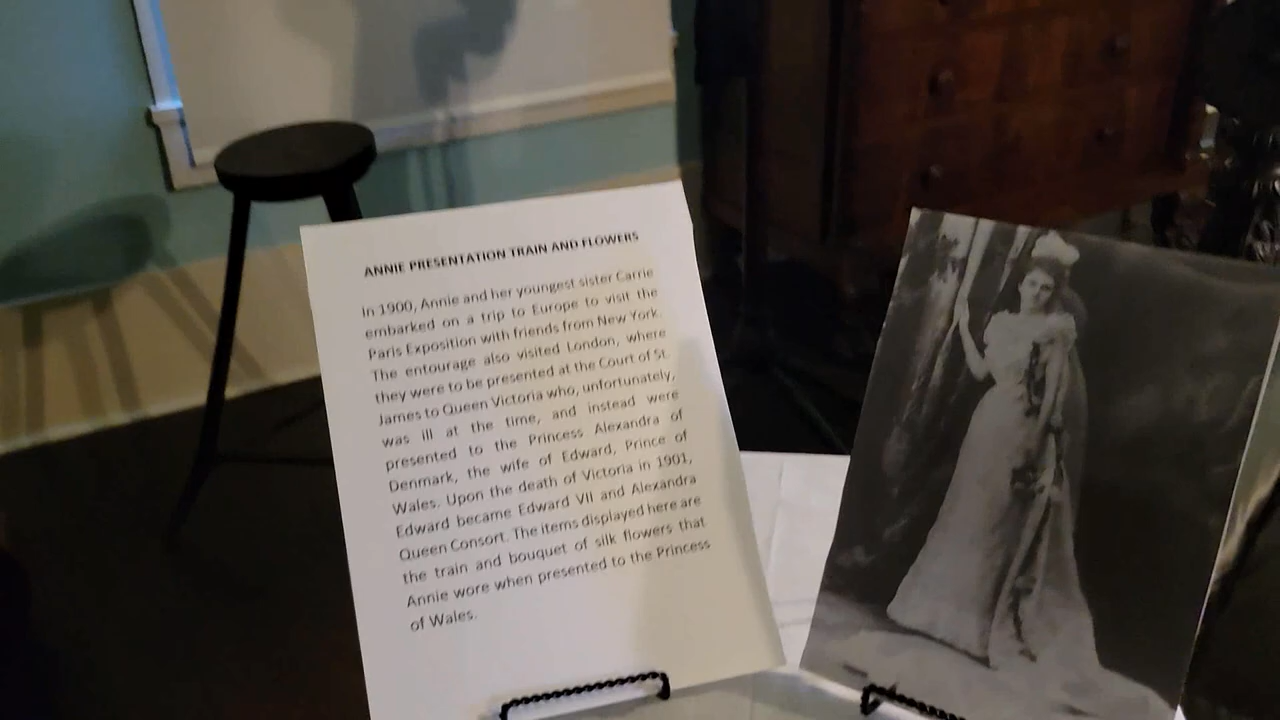 ANNIE PRESENTATION TRAIN AND FLOWERS
In 1900, Annie and her youngest sister Carrie
embarked on a trip to Europe to visit the
Paris Exposition with friends from New York.
The entourage also visited London, where
they were to be presented at the Court of St.
James to Queen Victoria who, unfortunately,
was ill at the time, and instead were
presented to the Princess Alexandra of
Denmark, the wife of Edward, Prince of
Wales. Upon the death of Victoria in 1901,
Edward became Edward VII and Alexandra
Queen Consort. The items displayed here are
the train and bouquet of silk flowers that
Annie wore when presented to the Princess
of Wales.